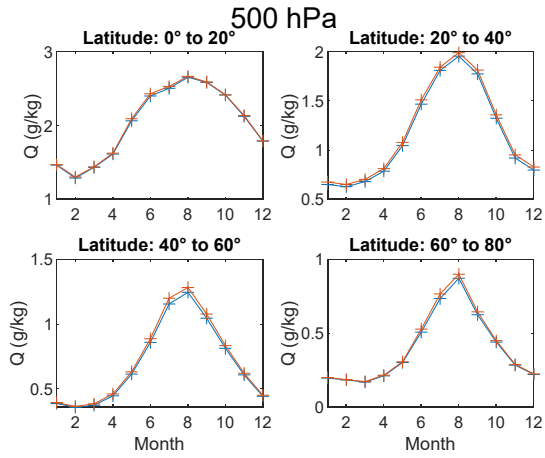 500 hPa
Latitude: 0° to 20°
Q (g/kg)
3
2
1
2 4 6 8 10 12
Latitude: 20° to 40°
Q (g/kg)
2
1.5
1
0.5
2 4 6 8 10 12
Latitude: 40° to 60°
Q (g/kg)
1.5
1
0.5
2 4 6 8 10 12
Month
Latitude: 60° to 80°
Q (g/kg)
1
0.5
0
2 4 6 8 10 12
Month